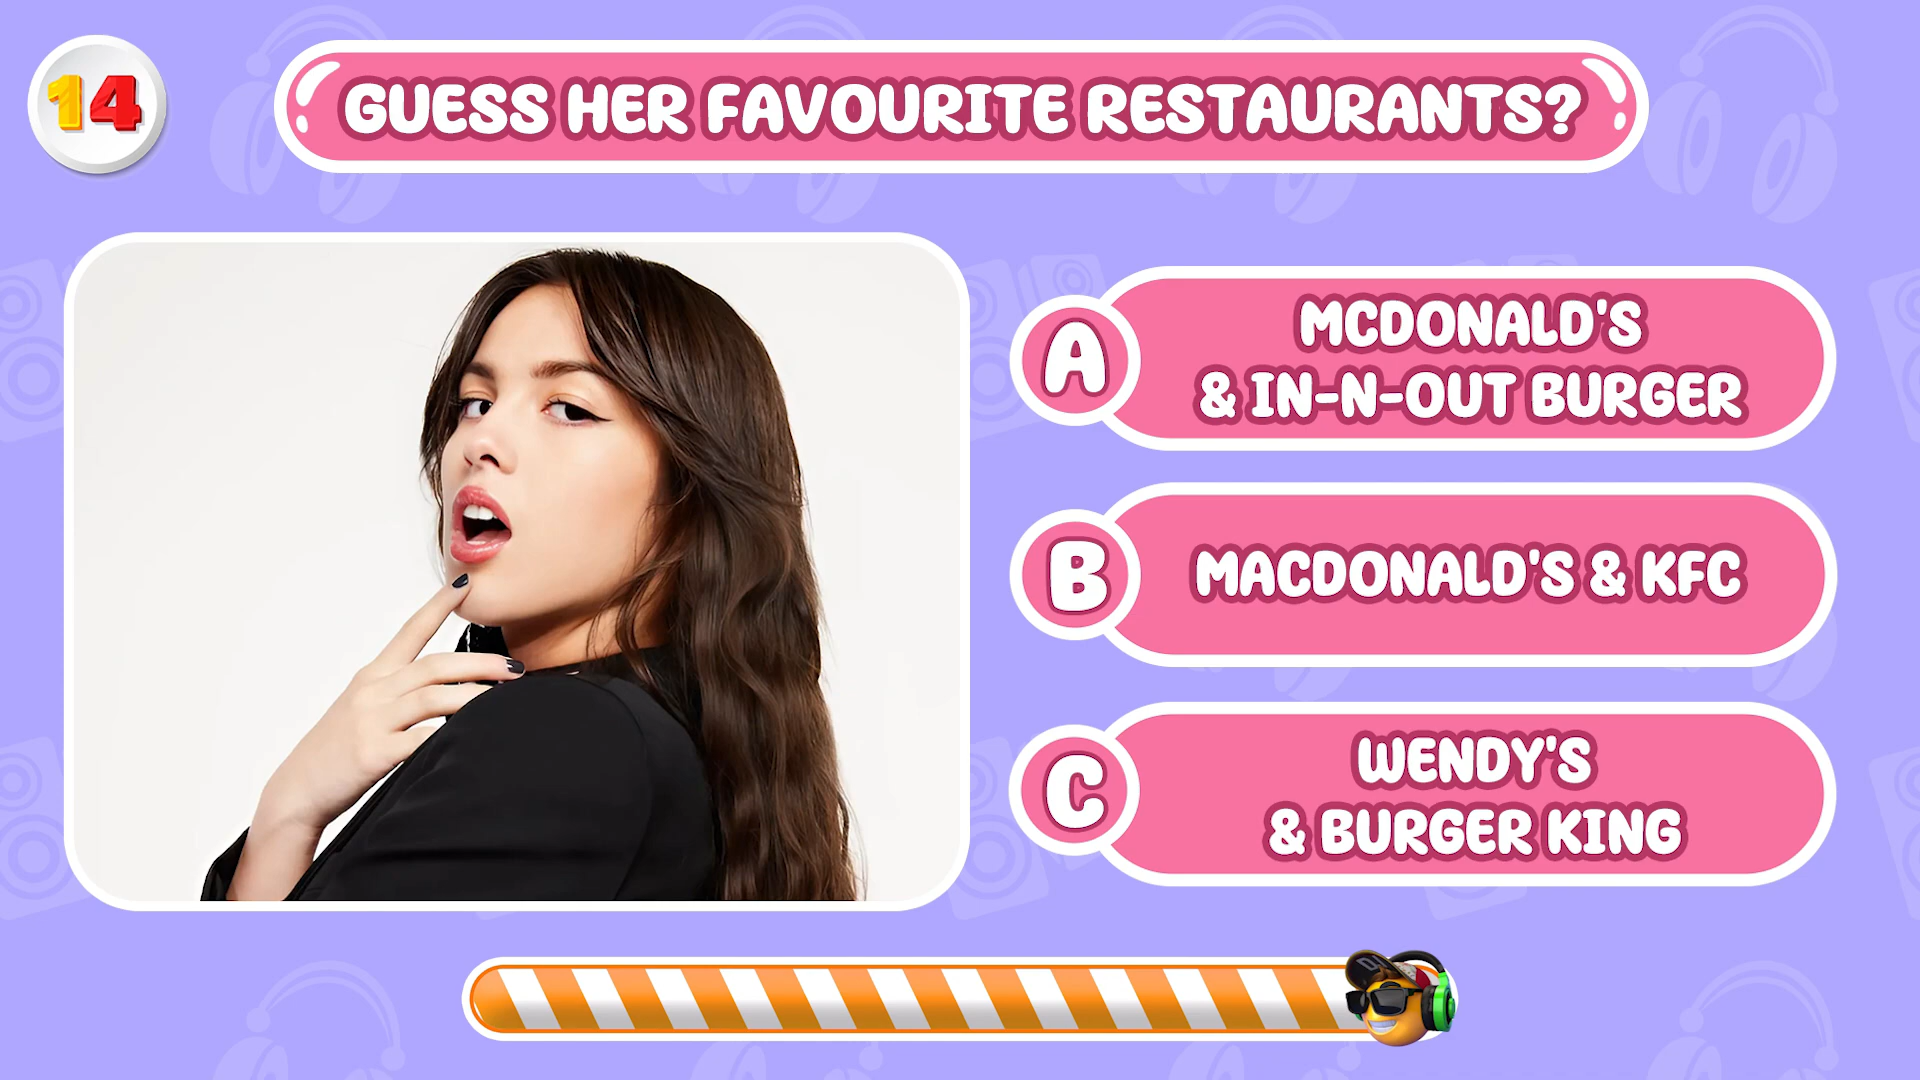 14
GUESS HER FAVOURITE RESTAURANTS?
A
MCDONALD'S
& IN-N-OUT BURGER
B
MACDONALD'S & KFC
C
WENDY'S
& BURGER KING